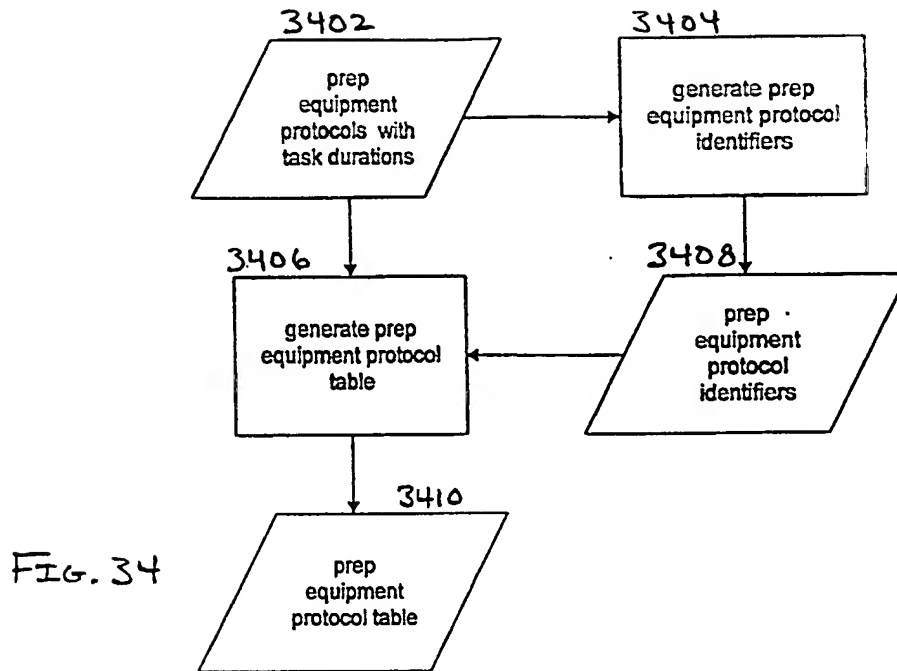 3402
prep
equipment
protocols with
task durations
3404
generate prep
equipment protocol
identifiers
3406
generate prep
equipment protocol
table
3408
prep
equipment
protocol
identifiers
3410
prep
equipment
protocol table
FIG. 34